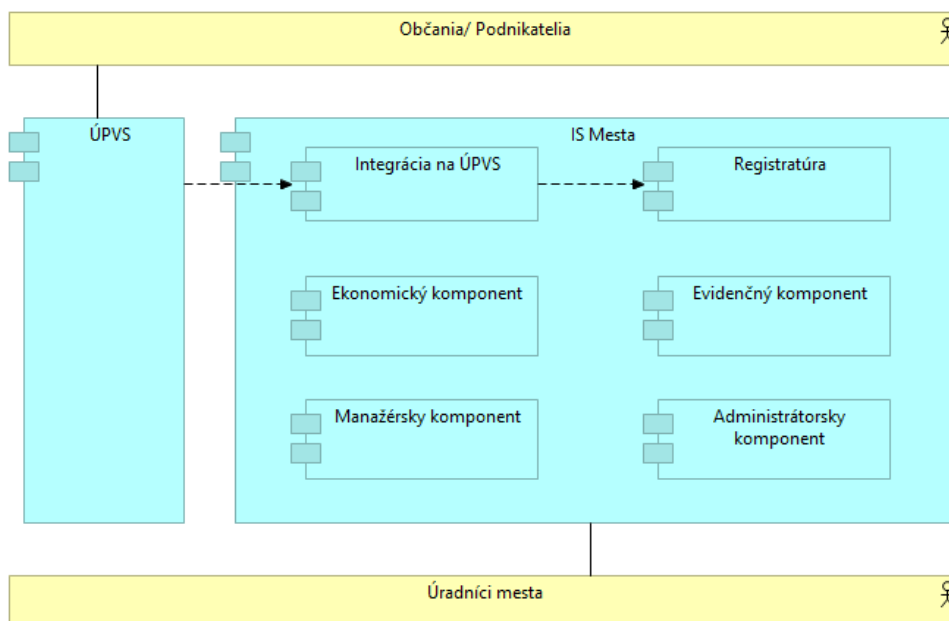 Občania/ Podnikatelia
ÚPVS
IS Mesta
Integrácia na ÚPVS
Registratúra
Ekonomický komponent
Evidenčný komponent
Manažérsky komponent
Administrátorsky
komponent
Úradníci mesta